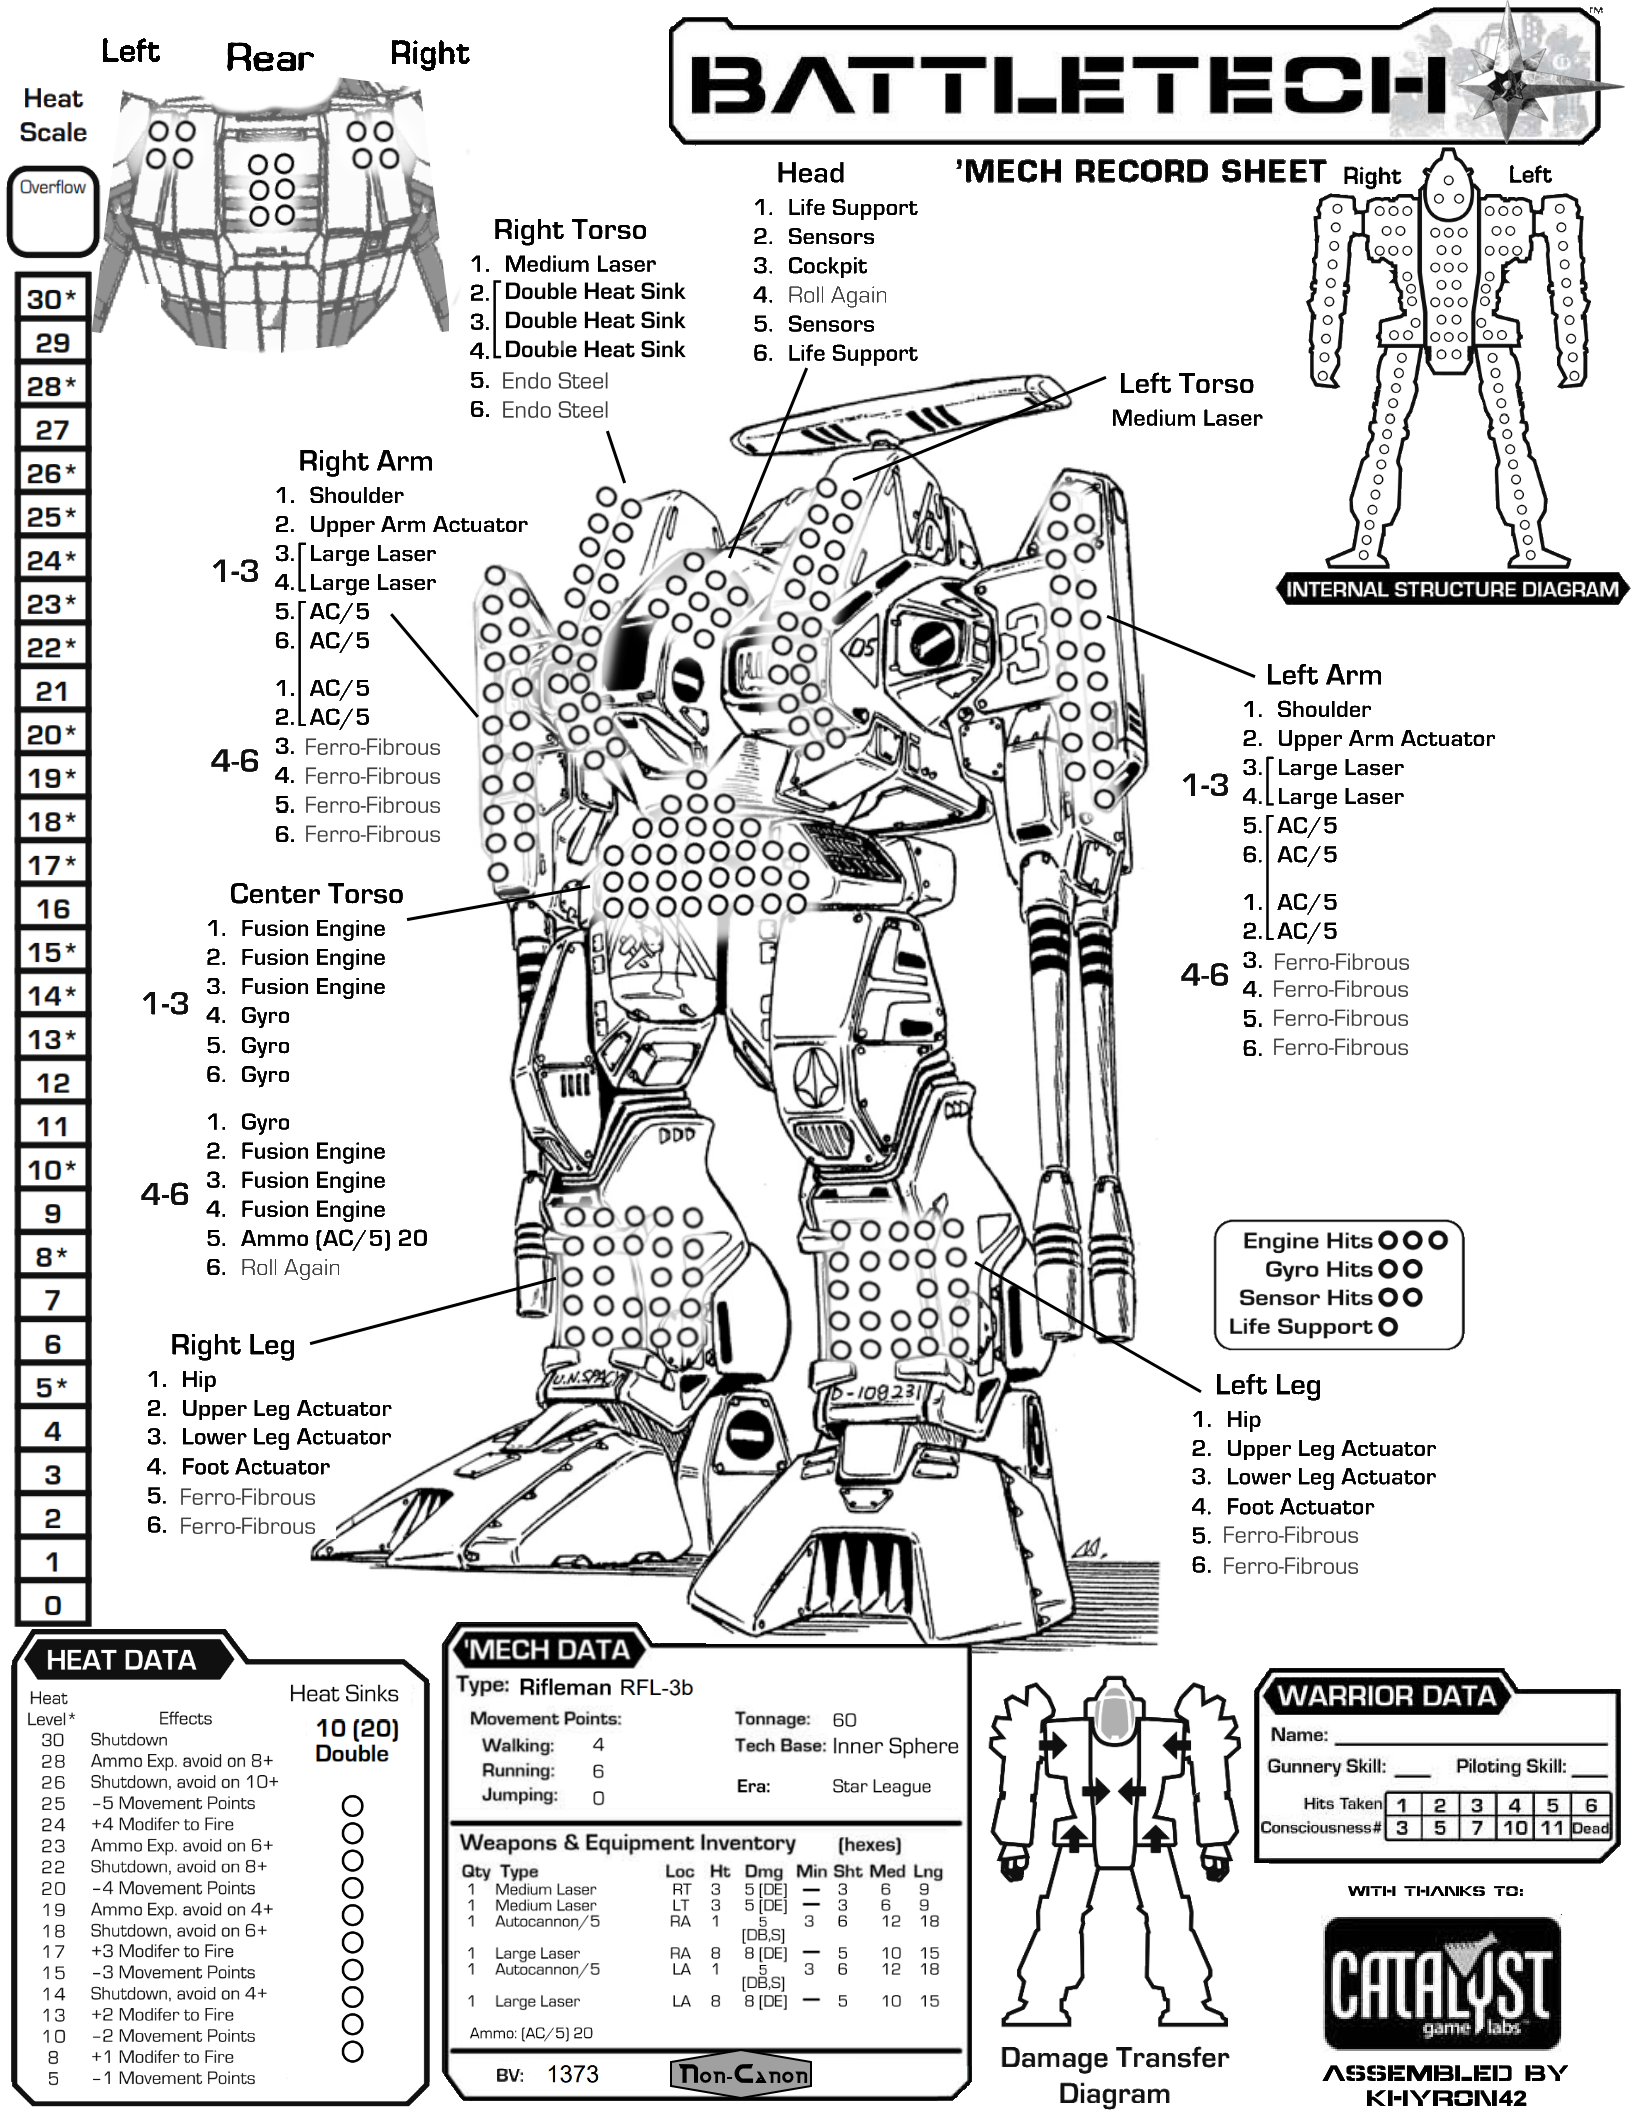 Left Rear Right
Heat
Scale
Overflow
30*
29
28*
27
26*
25*
24*
23*
22*
21
20*
19*
18*
17*
16
15*
14*
13*
12
11
10*
9
8*
7
6
5*
4
3
2
1
0
BATTLETECH
TM
'MECH RECORD SHEET
Head
1. Life Support
2. Sensors
3. Cockpit
4. Roll Again
5. Sensors
6. Life Support
Right Left
INTERNAL STRUCTURE DIAGRAM
Right Torso
1. Medium Laser
2. Double Heat Sink
3. Double Heat Sink
4. Double Heat Sink
5. Endo Steel
6. Endo Steel
Left Torso
Medium Laser
Right Arm
1. Shoulder
2. Upper Arm Actuator
1-3
3. Large Laser
4. Large Laser
5. AC/5
6. AC/5
1. AC/5
2. AC/5
4-6
3. Ferro-Fibrous
4. Ferro-Fibrous
5. Ferro-Fibrous
6. Ferro-Fibrous
05
3
Left Arm
1. Shoulder
2. Upper Arm Actuator
1-3
3. Large Laser
4. Large Laser
5. AC/5
6. AC/5
1. AC/5
2. AC/5
4-6
3. Ferro-Fibrous
4. Ferro-Fibrous
5. Ferro-Fibrous
6. Ferro-Fibrous
Center Torso
1. Fusion Engine
2. Fusion Engine
3. Fusion Engine
1-3
4. Gyro
5. Gyro
6. Gyro
1. Gyro
2. Fusion Engine
3. Fusion Engine
4-6
4. Fusion Engine
5. Ammo (AC/5) 20
6. Roll Again
DDD
DDD
Engine Hits
Gyro Hits
Sensor Hits
Life Support
Right Leg
1. Hip
2. Upper Leg Actuator
3. Lower Leg Actuator
4. Foot Actuator
5. Ferro-Fibrous
6. Ferro-Fibrous
U.N.SPACY
D-109231
Left Leg
1. Hip
2. Upper Leg Actuator
3. Lower Leg Actuator
4. Foot Actuator
5. Ferro-Fibrous
6. Ferro-Fibrous
HEAT DATA
Heat
Level* Effects
Heat Sinks
10 (20)
Double
30 Shutdown
28 Ammo Exp. avoid on 8+
26 Shutdown, avoid on 10+
25 -5 Movement Points
24 +4 Modifer to Fire
23 Ammo Exp. avoid on 6+
22 Shutdown, avoid on 8+
20 -4 Movement Points
19 Ammo Exp. avoid on 4+
18 Shutdown, avoid on 6+
17 +3 Modifer to Fire
15 -3 Movement Points
14 Shutdown, avoid on 4+
13 +2 Modifer to Fire
10 -2 Movement Points
8 +1 Modifer to Fire
5 -1 Movement Points
'MECH DATA
Type: Rifleman RFL-3b
Movement Points: Tonnage: 60
Walking: 4 Tech Base: Inner Sphere
Running: 6
Jumping: 0 Era: Star League
Weapons & Equipment Inventory (hexes)
Qty Type Loc Ht Dmg Min Sht Med Lng
1 Medium Laser RT 3 5 [DE] — 3 6 9
1 Medium Laser LT 3 5 [DE] — 3 6 9
1 Autocannon/5 RA 1 5 3 6 12 18
[DB,S]
1 Large Laser RA 8 8 [DE] — 5 10 15
1 Autocannon/5 LA 1 5 3 6 12 18
[DB,S]
1 Large Laser LA 8 8 [DE] — 5 10 15
Ammo: (AC/5) 20
BV: 1373
Non-Canon
Damage Transfer
Diagram
WARRIOR DATA
Name:
Gunnery Skill: Piloting Skill:
Hits Taken 1 2 3 4 5 6
Consciousness# 3 5 7 10 11 Dead
WITH THANKS TO:
CATALYST
game labs
ASSEMBLED BY
KHYRON42